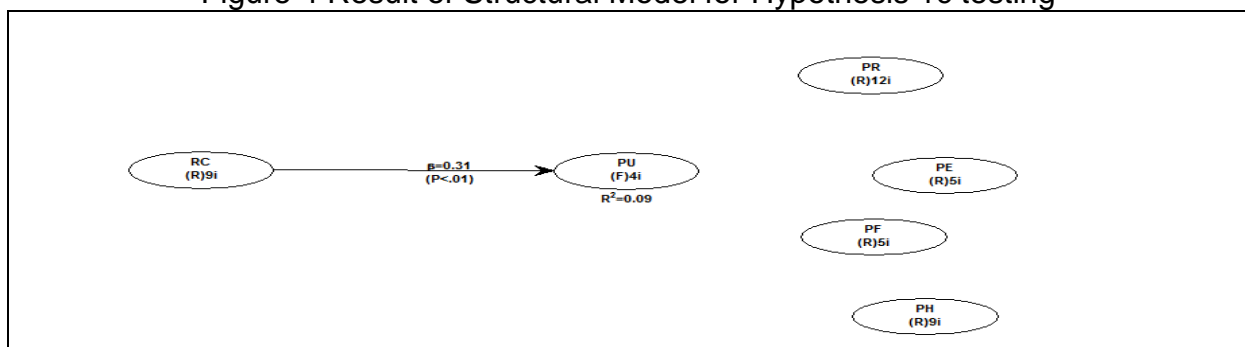 Figure 4 Result of Structural Model for Hypothesis 1c testing
PR
(R)12i
RC
(R)9i
β=0.31
(P<.01)
PU
(F)4i
R²=0.09
PE
(R)5i
PF
(R)5i
PH
(R)9i